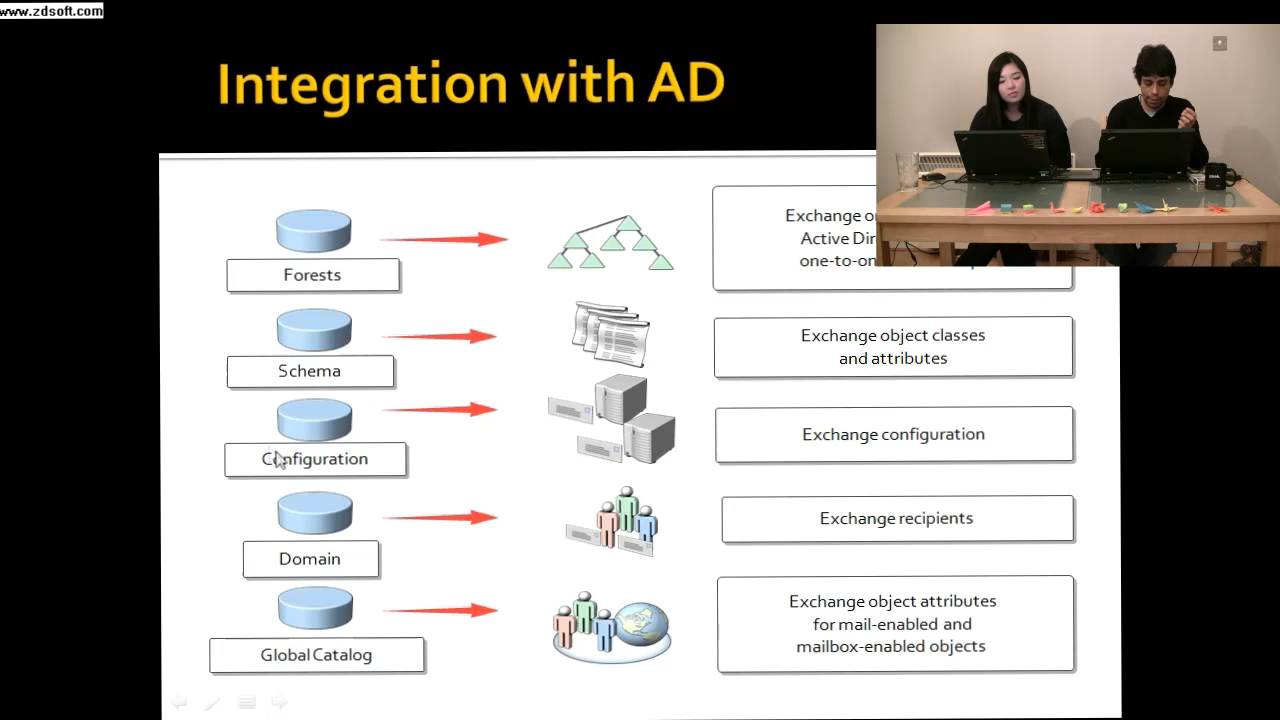 www.zdsoft.com
Integration with AD
Forests
Exchange
Active
one-to-on
Schema
Exchange object classes
and attributes
Configuration
Exchange configuration
Domain
Exchange recipients
Global Catalog
Exchange object attributes
for mail-enabled and
mailbox-enabled objects